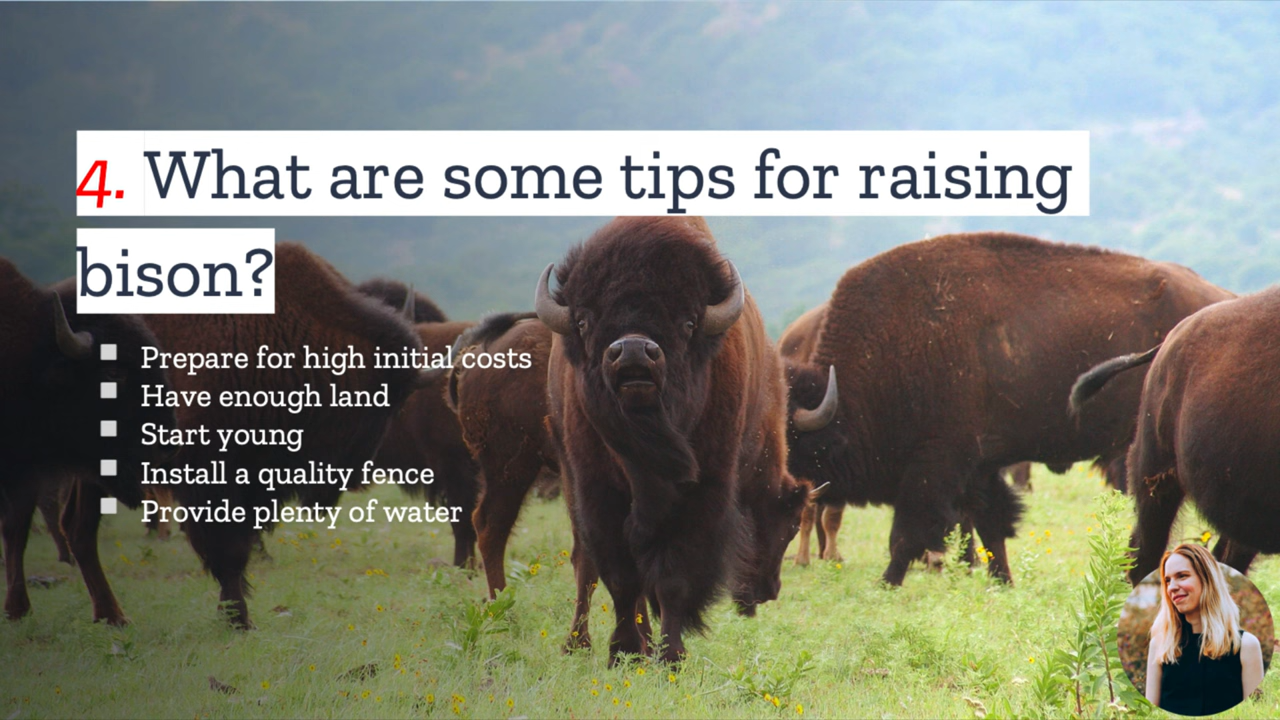 4. What are some tips for raising
bison?
Prepare for high initial costs
Have enough land
Start young
Install a quality fence
Provide plenty of water